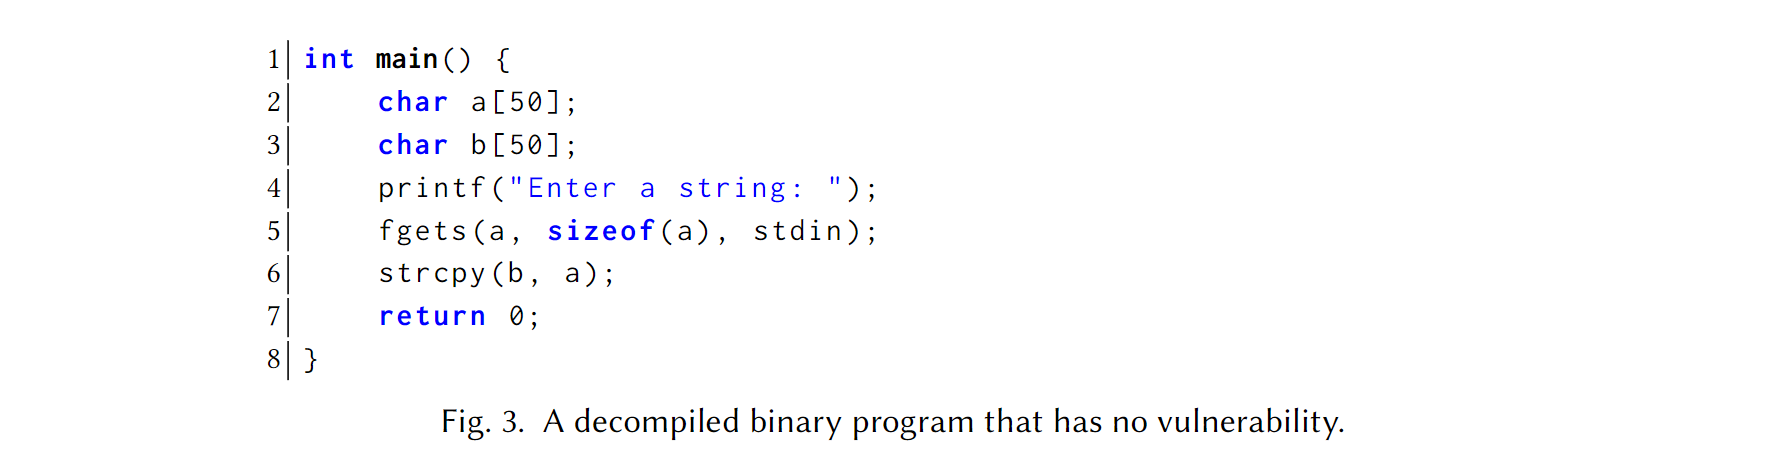 1 int main() {
2     char a[50];
3     char b[50];
4     printf("Enter a string: ");
5     fgets(a, sizeof(a), stdin);
6     strcpy(b, a);
7     return 0;
8 }
Fig. 3. A decompiled binary program that has no vulnerability.